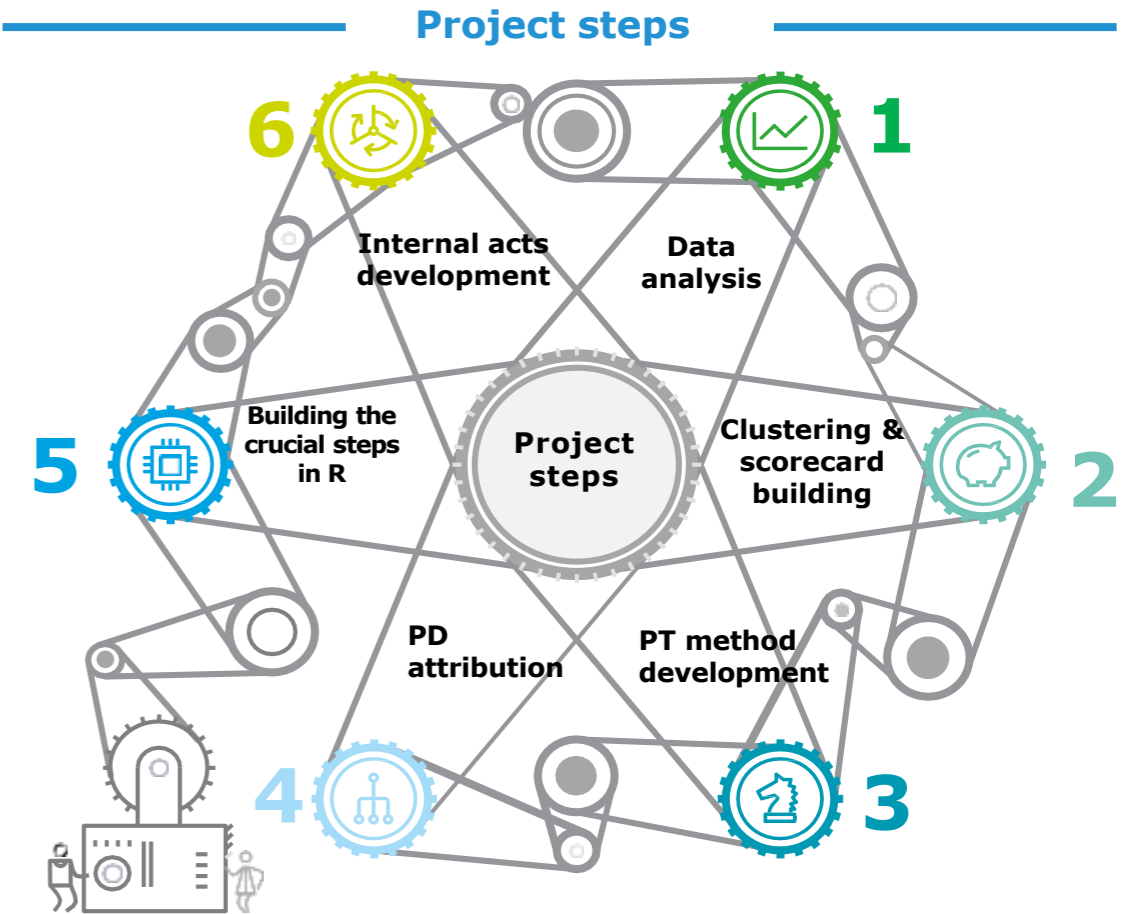 Project steps
1
Data
analysis
2
Clustering &
scorecard
building
3
PT method
development
4
PD
attribution
5
Building the
crucial steps
in R
6
Internal acts
development
Project
steps